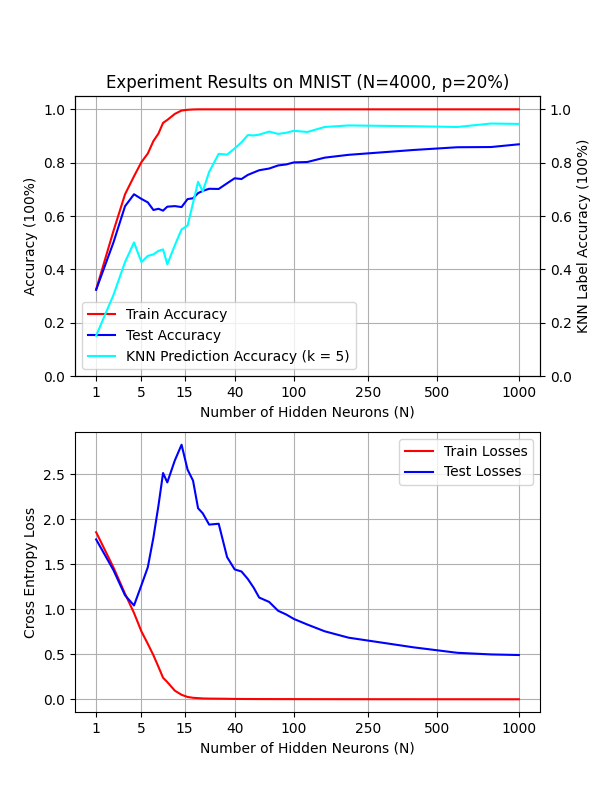 Experiment Results on MNIST (N=4000, p=20%)
1.0
0.8
0.6
0.4
0.2
0.0
Accuracy (100%)
1.0
0.8
0.6
0.4
0.2
0.0
KNN Label Accuracy (100%)
Train Accuracy
Test Accuracy
KNN Prediction Accuracy (k = 5)
1 5 15 40 100 250 500 1000
Number of Hidden Neurons (N)
2.5
2.0
1.5
1.0
0.5
0.0
Cross Entropy Loss
Train Losses
Test Losses
1 5 15 40 100 250 500 1000
Number of Hidden Neurons (N)